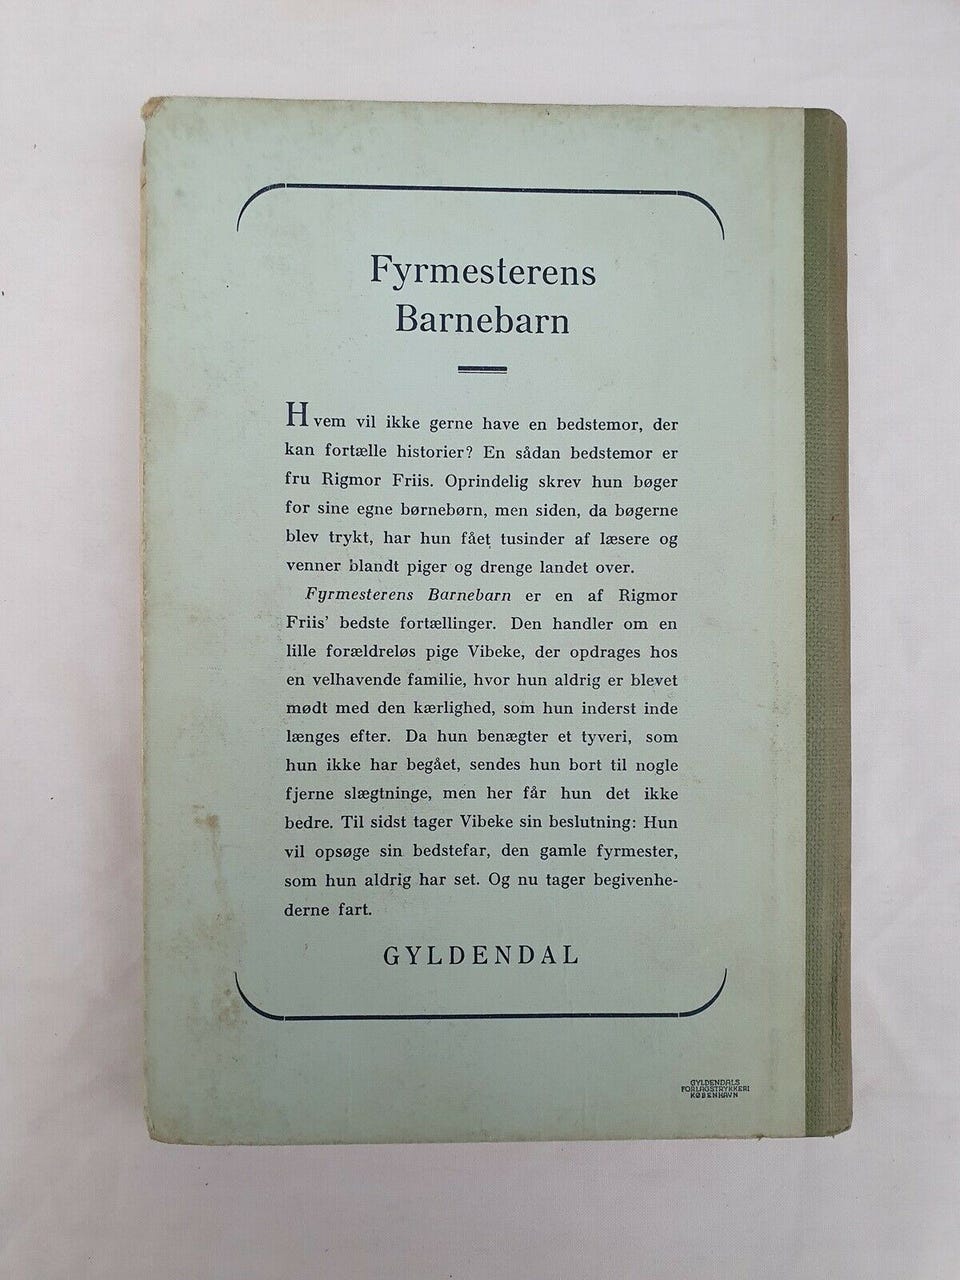 Fyrmesterens
Barnebarn
Hvem vil ikke gerne have en bedstemor, der
kan fortælle historier? En sådan bedstemor er
fru Rigmor Friis. Oprindelig skrev hun bøger
for sine egne børnebørn, men siden, da bøgerne
blev trykt, har hun fået tusinder af læsere og
venner blandt piger og drenge landet over.
Fyrmesterens Barnebarn er en af Rigmor
Friis' bedste fortællinger. Den handler om en
lille forældreløs pige Vibeke, der opdrages hos
en velhavende familie, hvor hun aldrig er blevet
mødt med den kærlighed, som hun inderst inde
længes efter. Da hun benægter et tyveri, som
hun ikke har begået, sendes hun bort til nogle
fjerne slægtninge, men her får hun det ikke
bedre. Til sidst tager Vibeke sin beslutning: Hun
vil opsøge sin bedstefar, den gamle fyrmester,
som hun aldrig har set. Og nu tager begivenhe-
derne fart.
GYLDENDAL
GYLDENDALS
FORLAGSTRYKKERI
KØBENHAVN